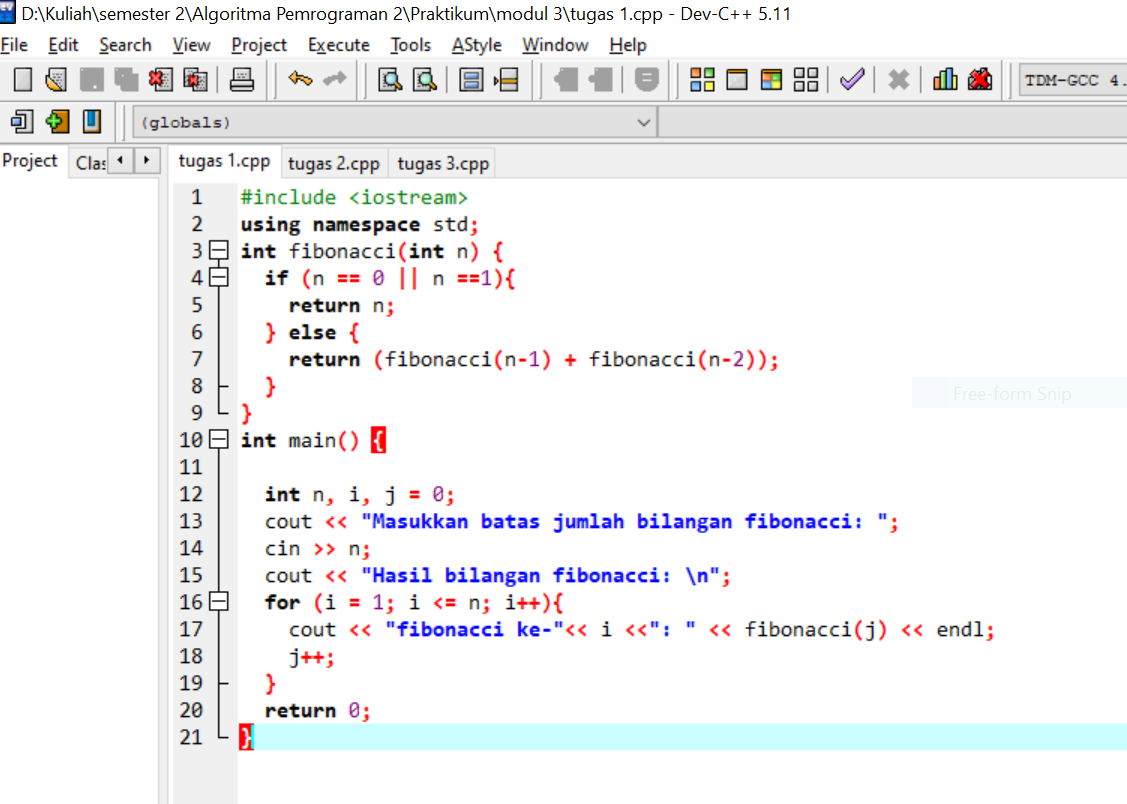 D:\Kuliah\semester 2\Algoritma Pemrograman 2\Praktikum\modul 3\tugas 1.cpp - Dev-C++ 5.11
File Edit Search View Project Execute Tools AStyle Window Help
TDM-GCC 4.
(globals)
Project Clas tugas 1.cpp tugas 2.cpp tugas 3.cpp
1 #include <iostream>
2 using namespace std;
3 int fibonacci(int n) {
4 if (n == 0 || n ==1){
5 return n;
6 } else {
7 return (fibonacci(n-1) + fibonacci(n-2));
8 }
Free-form Snip
9 }
10 int main() {
11
12 int n, i, j = 0;
13 cout << "Masukkan batas jumlah bilangan fibonacci: ";
14 cin >> n;
15 cout << "Hasil bilangan fibonacci: \n";
16 for (i = 1; i <= n; i++){
17 cout << "fibonacci ke-"<< i <<": " << fibonacci(j) << endl;
18 j++;
19 }
20 return 0;
21 }